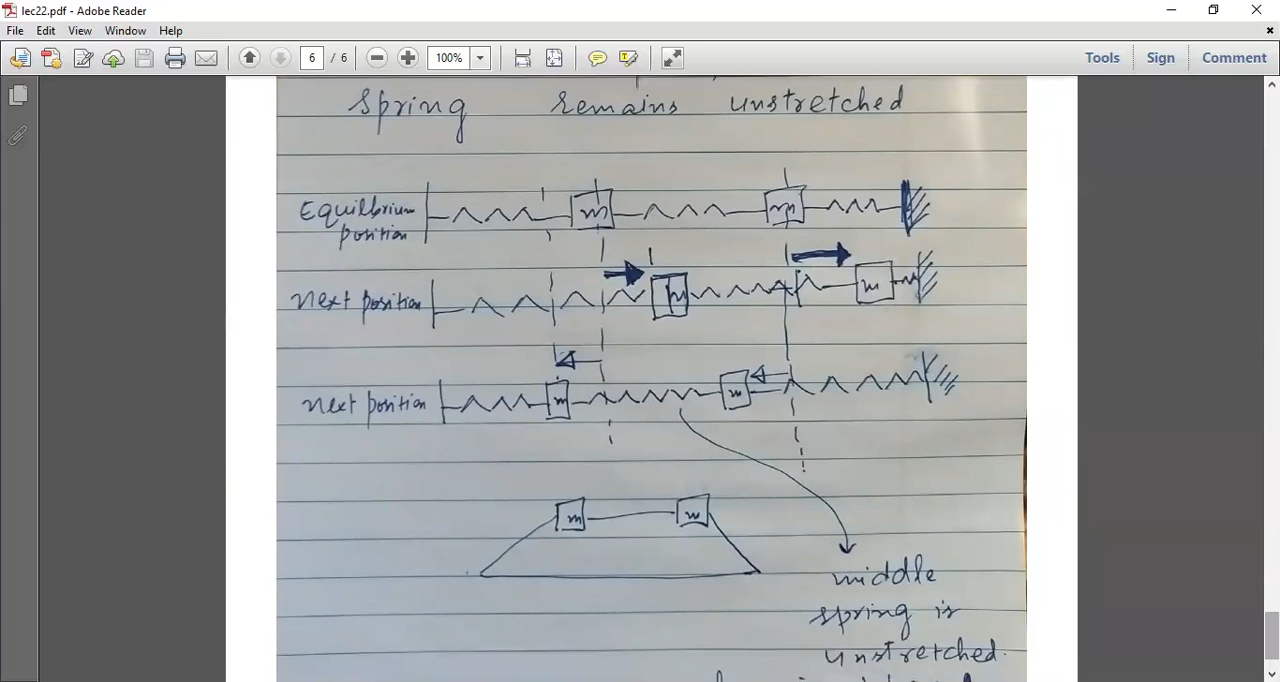 lec22.pdf - Adobe Reader
File Edit View Window Help
6 / 6 100% Tools Sign Comment
spring remains unstretched
Equilbrium
position
m m
next position
m m
next position
m m
m m
middle
spring is
unstretched.